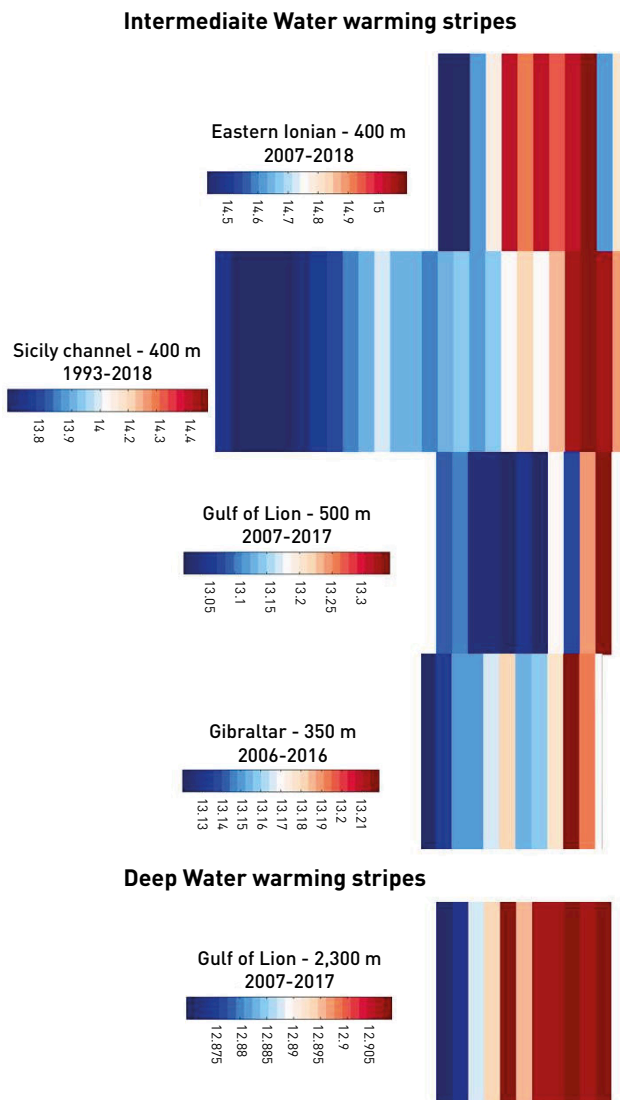 Intermediaite Water warming stripes
Eastern Ionian - 400 m
2007-2018
14.5 14.6 14.7 14.8 14.9 15
Sicily channel - 400 m
1993-2018
13.8 13.9 14 14.2 14.3 14.4
Gulf of Lion - 500 m
2007-2017
13.05 13.1 13.15 13.2 13.25 13.3
Gibraltar - 350 m
2006-2016
13.13 13.14 13.15 13.16 13.17 13.18 13.19 13.2 13.21
Deep Water warming stripes
Gulf of Lion - 2,300 m
2007-2017
12.875 12.88 12.885 12.89 12.895 12.9 12.905